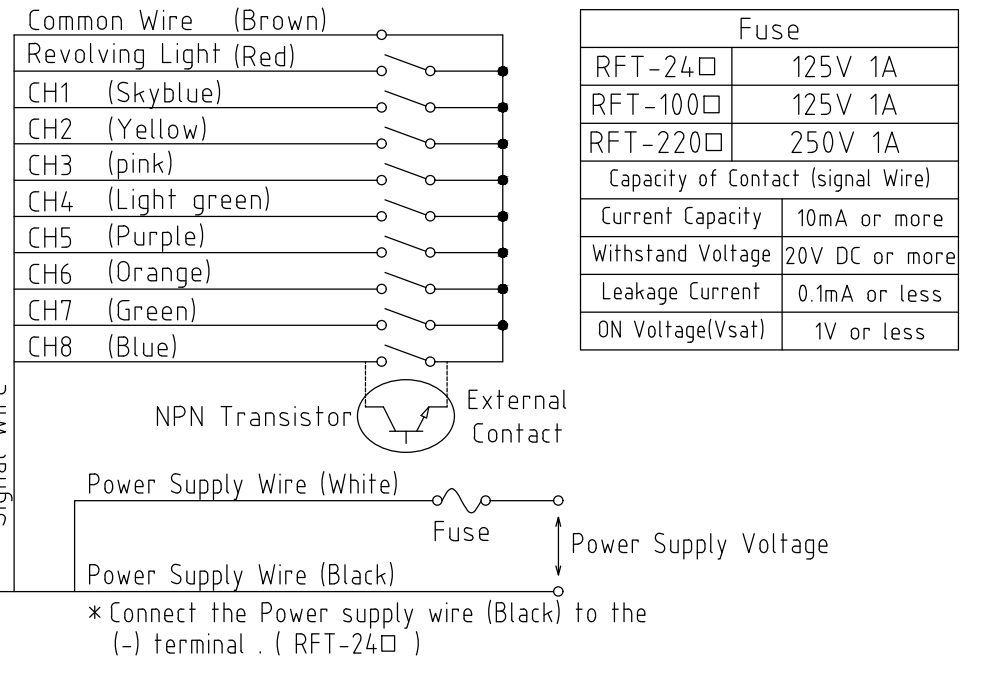 Common Wire (Brown)
Revolving Light (Red)
CH1 (Skyblue)
CH2 (Yellow)
CH3 (pink)
CH4 (Light green)
CH5 (Purple)
CH6 (Orange)
CH7 (Green)
CH8 (Blue)
NPN Transistor
External
Contact
Signal Wire
Power Supply Wire (White)
Fuse
Power Supply Voltage
Power Supply Wire (Black)
* Connect the Power supply wire (Black) to the
(-) terminal . ( RFT-24□ )
Fuse
RFT-24□ 125V 1A
RFT-100□ 125V 1A
RFT-220□ 250V 1A
Capacity of Contact (signal Wire)
Current Capacity 10mA or more
Withstand Voltage 20V DC or more
Leakage Current 0.1mA or less
ON Voltage(Vsat) 1V or less